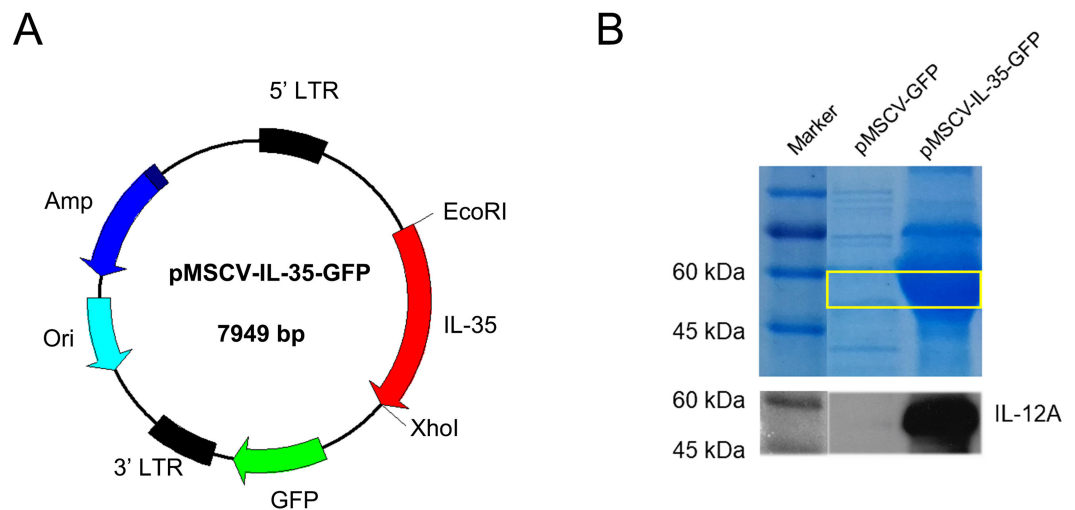 A
5' LTR
Amp
EcoRI
pMSCV-IL-35-GFP
7949 bp
IL-35
Ori
XhoI
3' LTR
GFP
B
Marker
pMSCV-GFP
pMSCV-IL-35-GFP
60 kDa
45 kDa
60 kDa
IL-12A
45 kDa